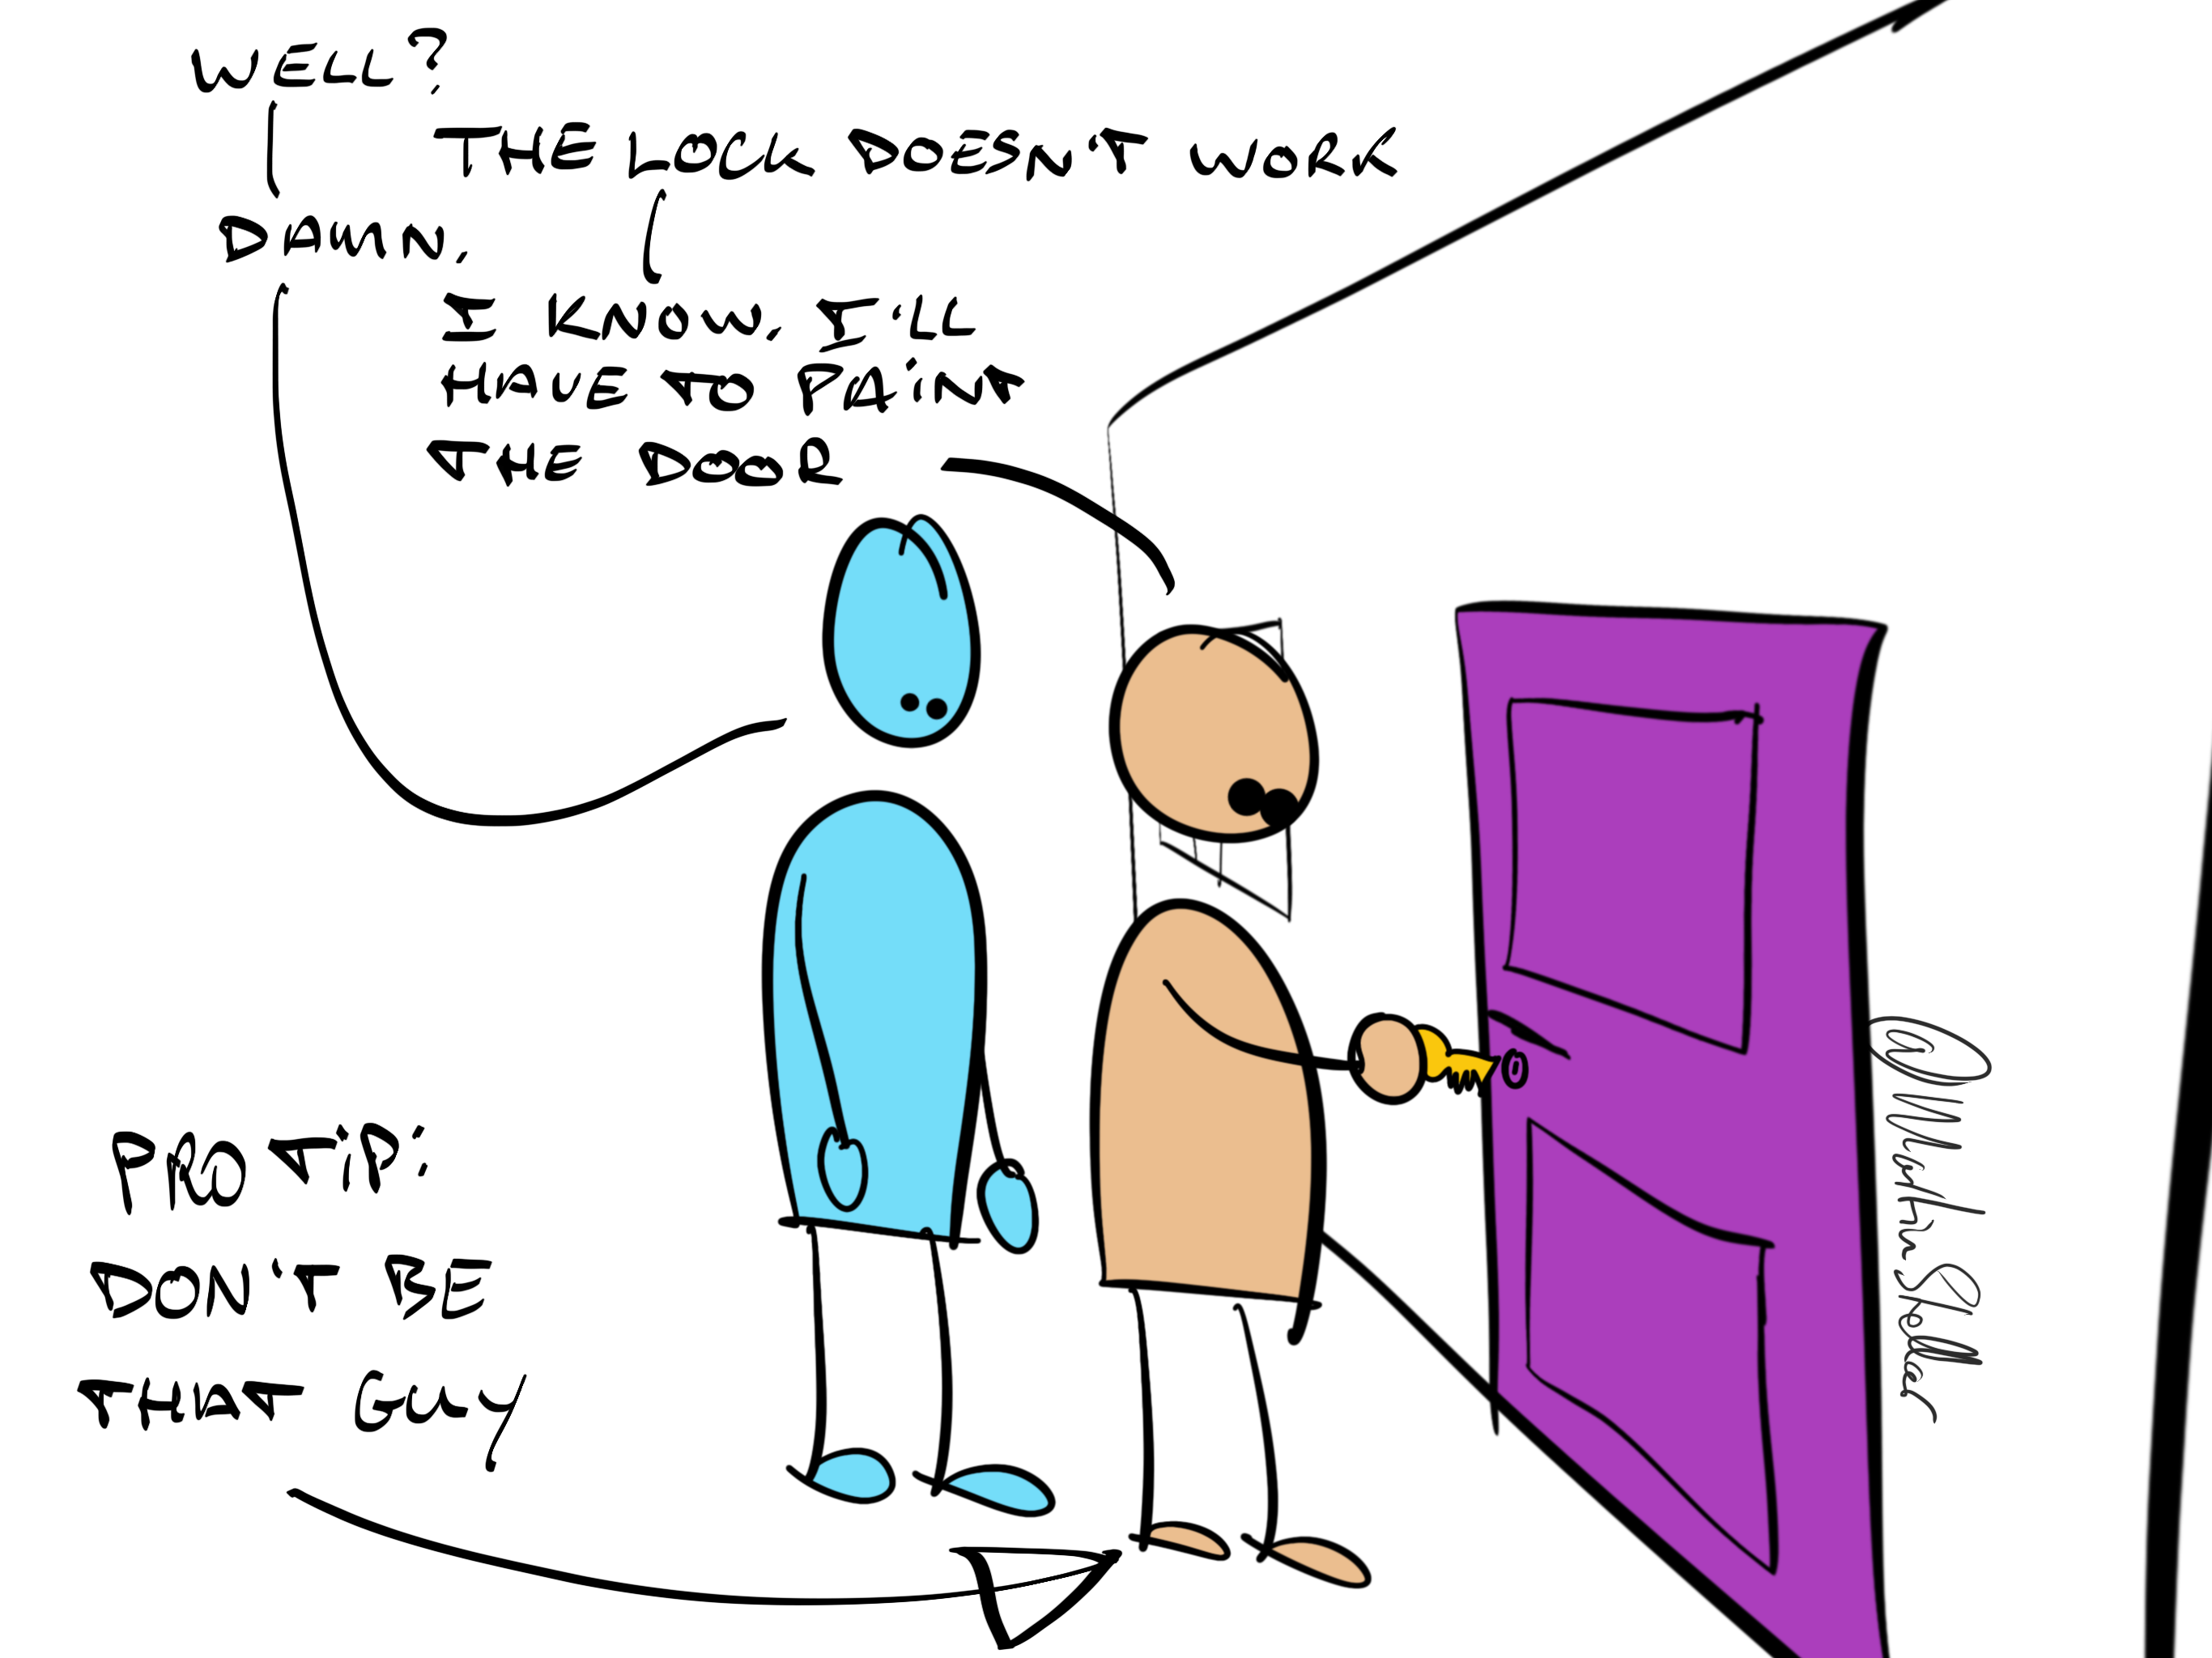 WELL?
THE LOCK DOESN'T WORK
DAMN.
I KNOW. I'LL
HAVE TO PAINT
THE DOOR
PRO TIP:
DON'T BE
THAT GUY